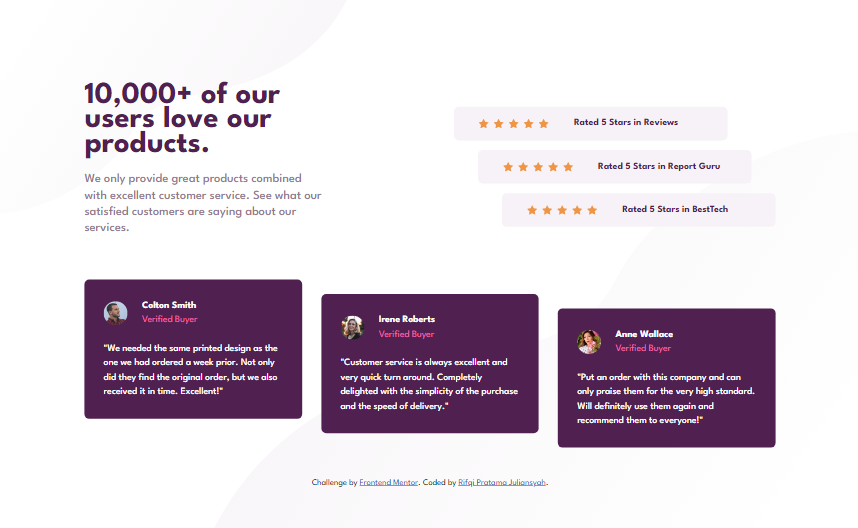 10,000+ of our
users love our
products.
We only provide great products combined
with excellent customer service. See what our
satisfied customers are saying about our
services.
Rated 5 Stars in Reviews
Rated 5 Stars in Report Guru
Rated 5 Stars in BestTech
Colton Smith
Verified Buyer
"We needed the same printed design as the
one we had ordered a week prior. Not only
did they find the original order, but we also
received it in time. Excellent!"
Irene Roberts
Verified Buyer
"Customer service is always excellent and
very quick turn around. Completely
delighted with the simplicity of the purchase
and the speed of delivery."
Anne Wallace
Verified Buyer
"Put an order with this company and can
only praise them for the very high standard.
Will definitely use them again and
recommend them to everyone!"
Challenge by Frontend Mentor. Coded by Rifqi Pratama Juliansyah.